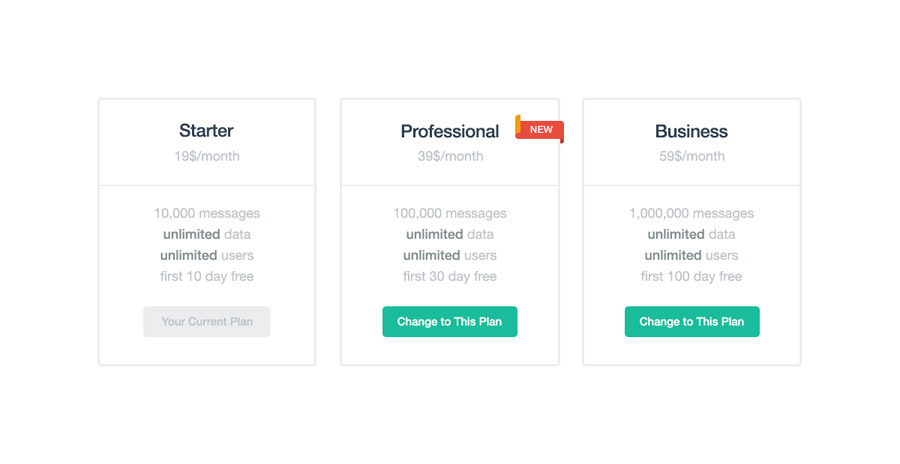 Starter
19$/month
10,000 messages
unlimited data
unlimited users
first 10 day free
Your Current Plan
Professional
NEW
39$/month
100,000 messages
unlimited data
unlimited users
first 30 day free
Change to This Plan
Business
59$/month
1,000,000 messages
unlimited data
unlimited users
first 100 day free
Change to This Plan